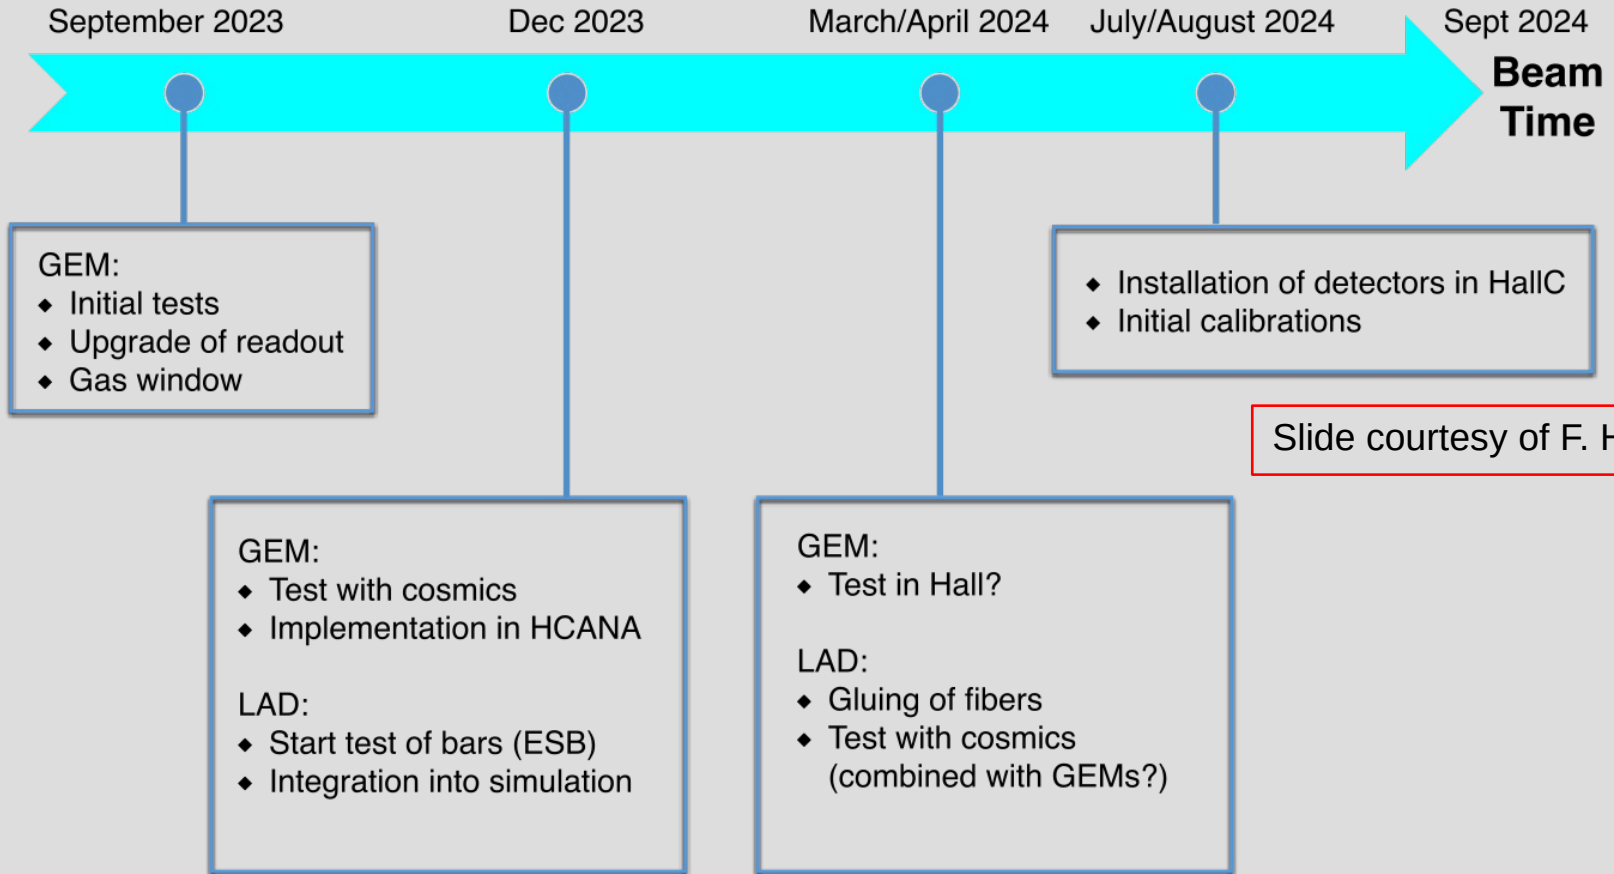 September 2023
Dec 2023
March/April 2024
July/August 2024
Sept 2024
Beam
Time
GEM:
◆ Initial tests
◆ Upgrade of readout
◆ Gas window
◆ Installation of detectors in HallC
◆ Initial calibrations
Slide courtesy of F. H
GEM:
◆ Test with cosmics
◆ Implementation in HCANA
LAD:
◆ Start test of bars (ESB)
◆ Integration into simulation
GEM:
◆ Test in Hall?
LAD:
◆ Gluing of fibers
◆ Test with cosmics
(combined with GEMs?)